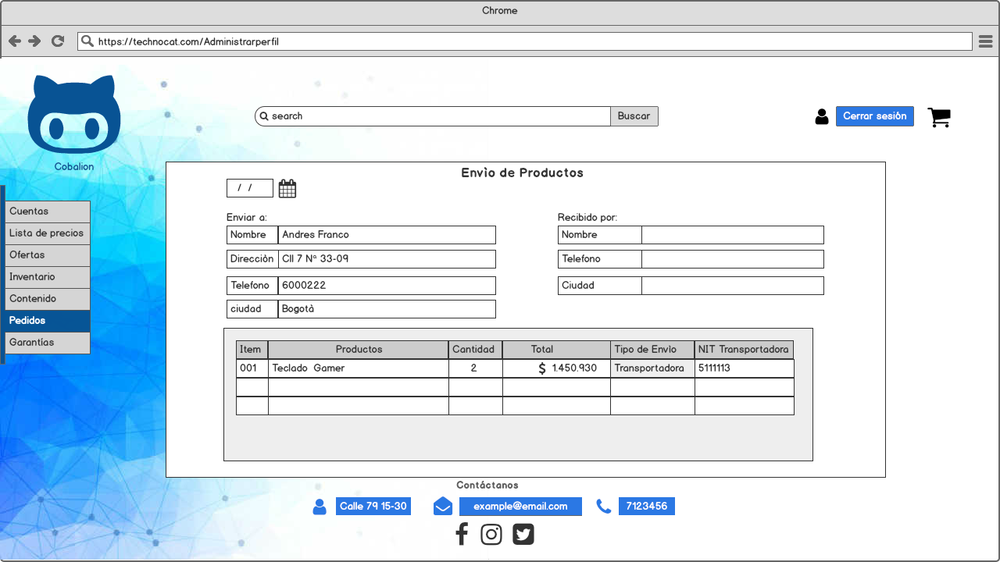 Chrome
https://technocat.com/Administrarperfil
search
Buscar
Cerrar sesión
Cobalion
Cuentas
Lista de precios
Ofertas
Inventario
Contenido
Pedidos
Garantías
Envìo de Productos
/ /
Enviar a:
Nombre Andres Franco
Direcciòn Cll 7 Nº 33-09
Telefono 6000222
ciudad Bogotà
Recibido por:
Nombre
Telefono
Ciudad
Item Productos Cantidad Total Tipo de Envìo NIT Transportadora
001 Teclado Gamer 2 $ 1.450.930 Transportadora 5111113
Contáctanos
Calle 79 15-30 example@email.com 7123456